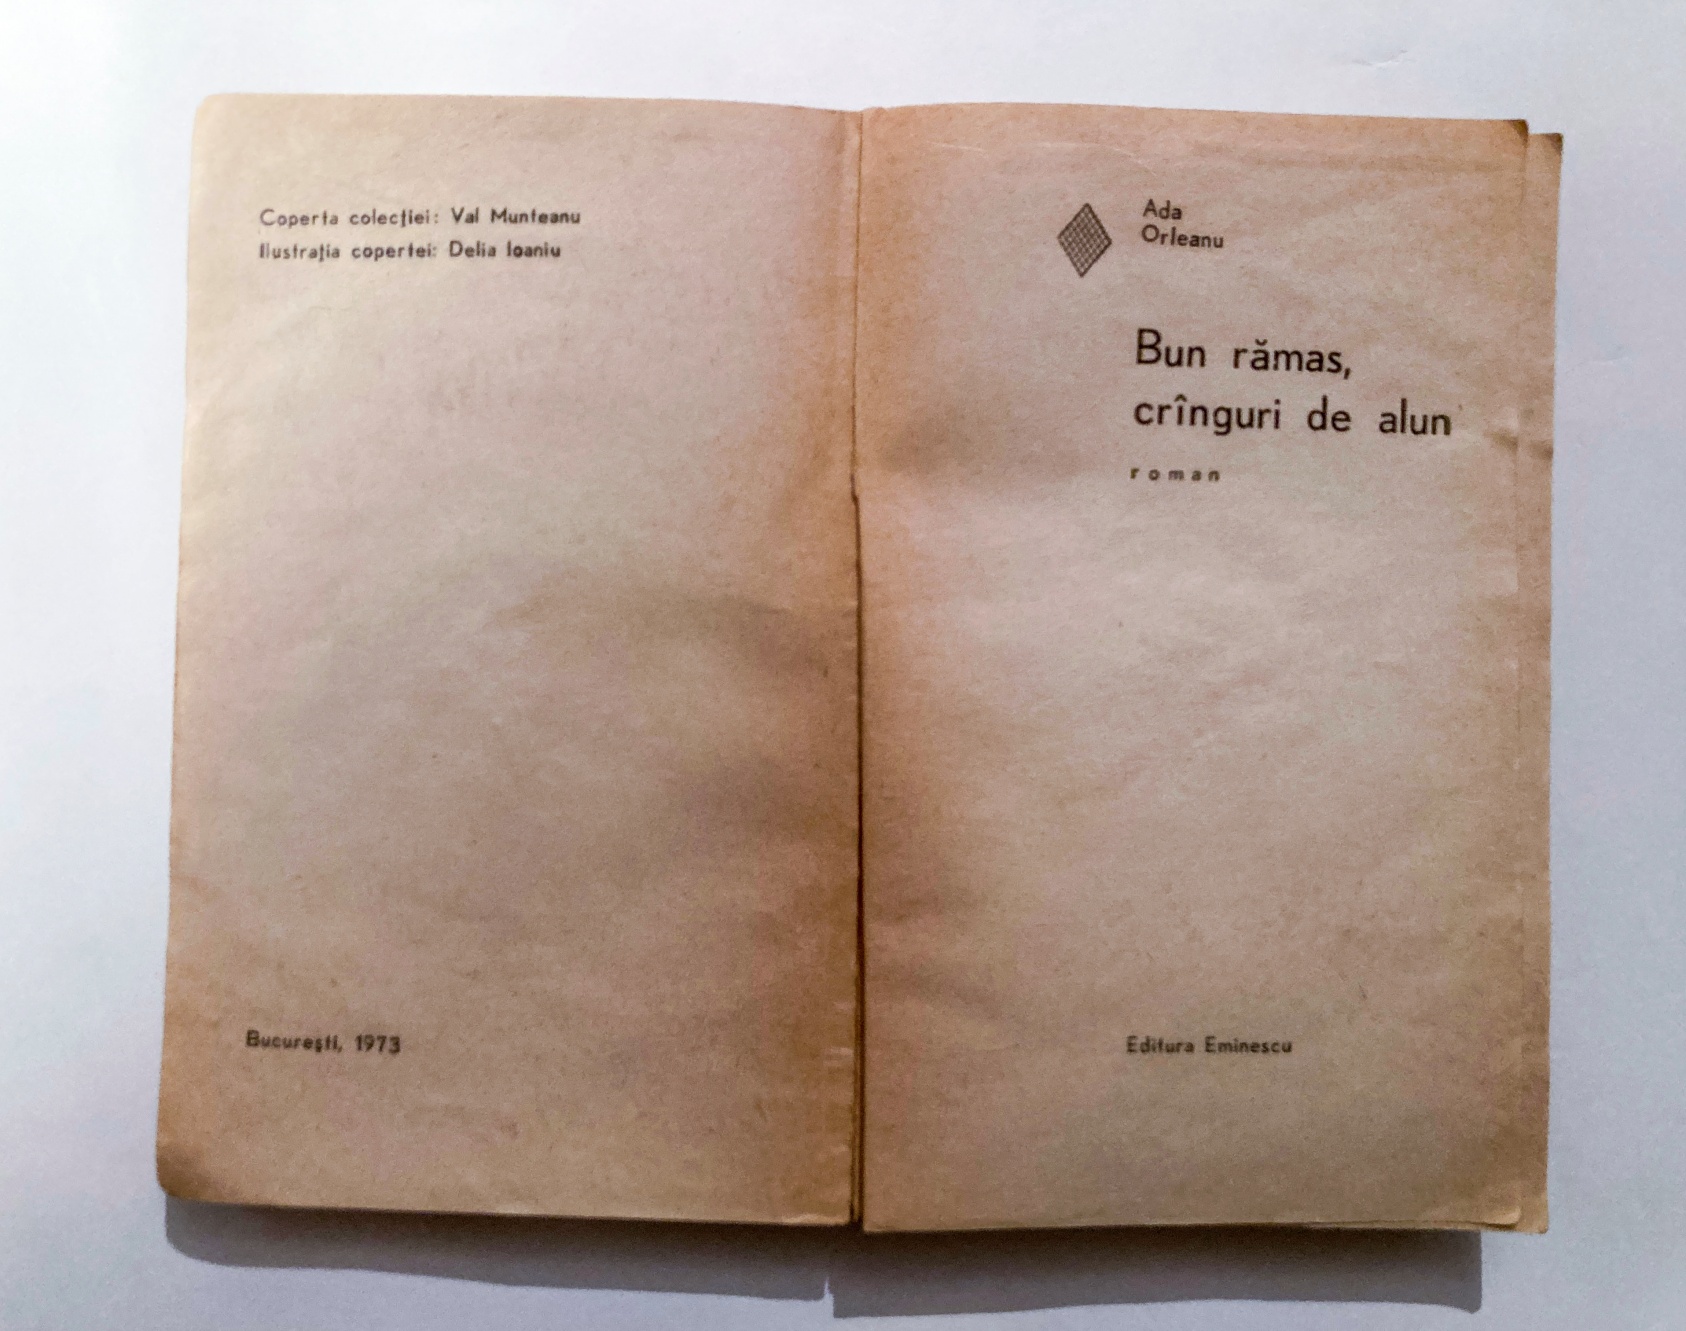 Coperta colecției: Val Munteanu
Ilustrația copertei: Delia Ioaniu
București, 1973
Ada
Orleanu
Bun rămas,
crînguri de alun
roman
Editura Eminescu